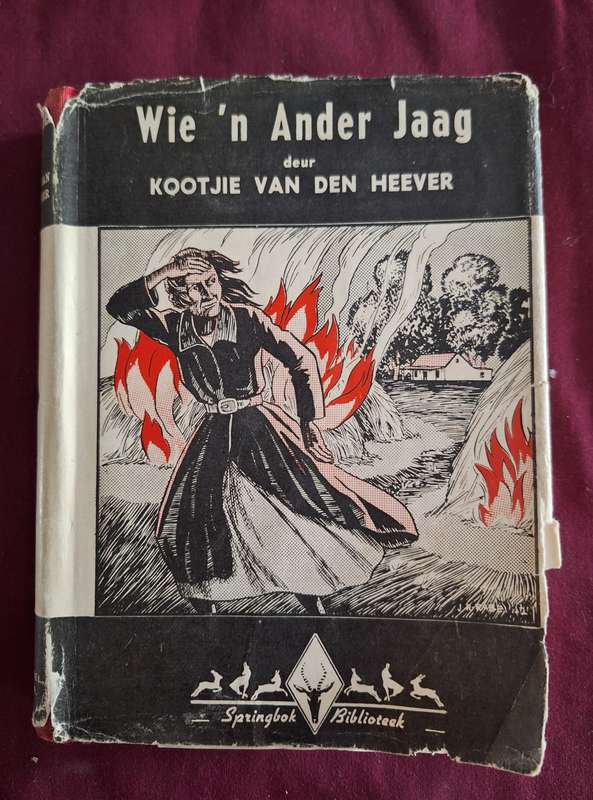 Wie 'n Ander Jaag
deur
KOOTJIE VAN DEN HEEVER
Springbok Biblioteek